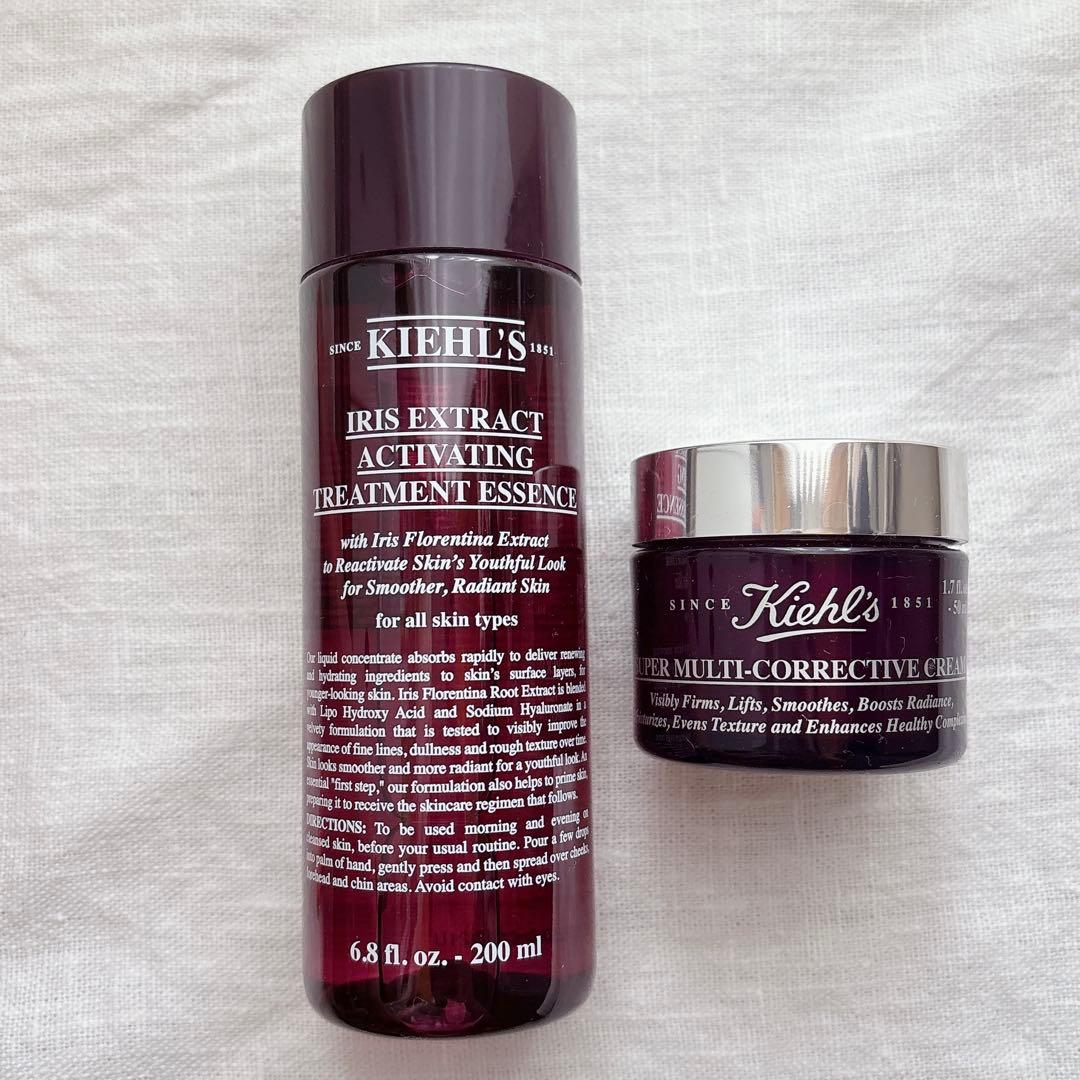 SINCE KIEHL'S 1851
IRIS EXTRACT
ACTIVATING
TREATMENT ESSENCE
with Iris Florentina Extract
to Reactivate Skin's Youthful Look
for Smoother, Radiant Skin
for all skin types
Our liquid concentrate absorbs rapidly to deliver renewing
and hydrating ingredients to skin's surface layers, for
younger-looking skin. Iris Florentina Root Extract is blended
with Lipo Hydroxy Acid and Sodium Hyaluronate in a
velvety formulation that is tested to visibly improve the
appearance of fine lines, dullness and rough texture over time.
Skin looks smoother and more radiant for a youthful look. An
essential "first step," our formulation also helps to prime skin,
preparing it to receive the skincare regimen that follows.
DIRECTIONS: To be used morning and evening on
cleansed skin, before your usual routine. Pour a few drops
into palm of hand, gently press and then spread over cheeks,
forehead and chin areas. Avoid contact with eyes.
6.8 fl. oz. - 200 ml
SINCE Kiehl's 1851
1.7 fl.
- 50
SUPER MULTI-CORRECTIVE CREAM
Visibly Firms, Lifts, Smoothes, Boosts Radiance,
Evens Texture and Enhances Healthy